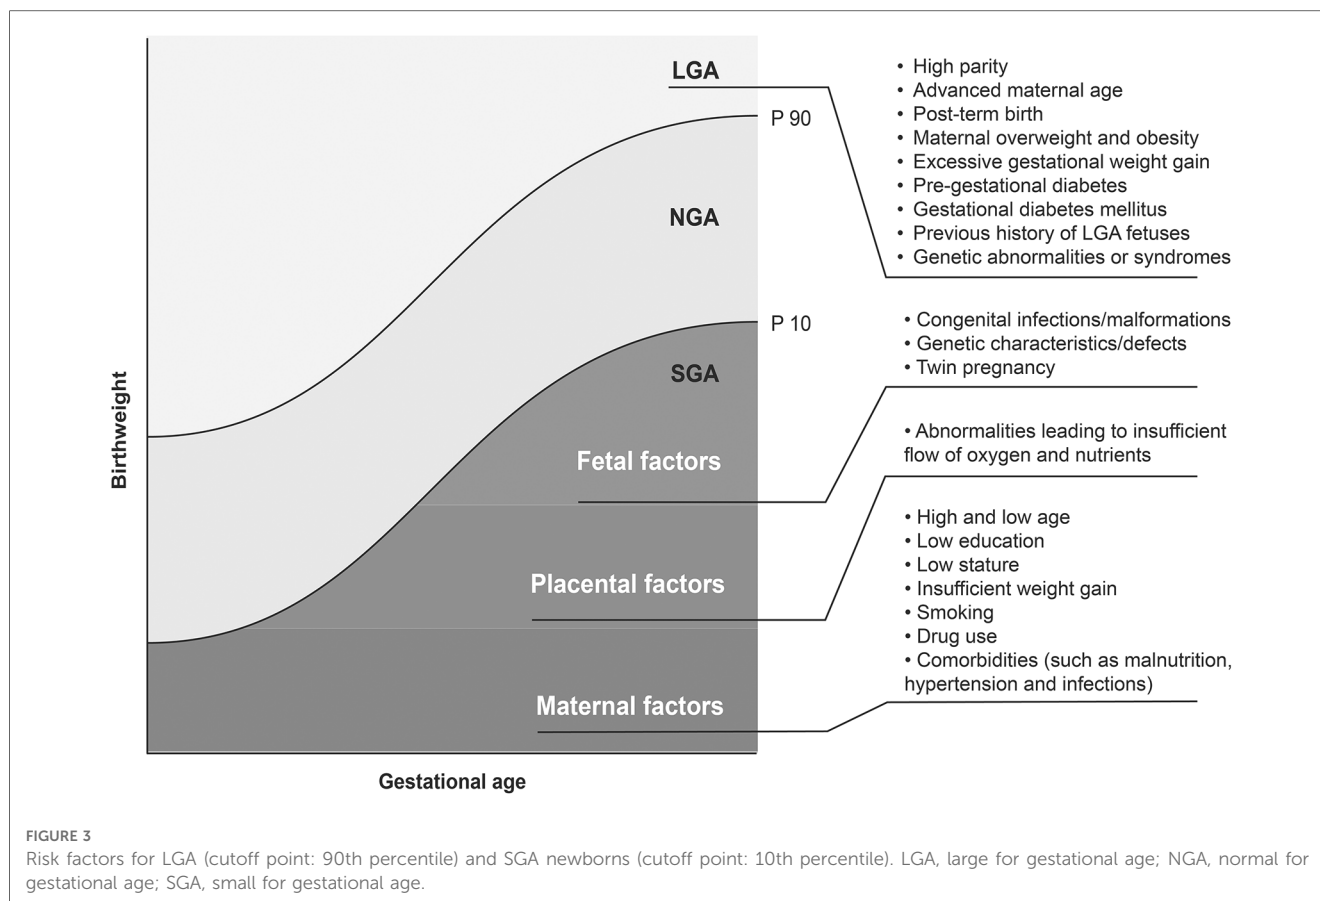 LGA
P 90
NGA
P 10
SGA
Fetal factors
Placental factors
Maternal factors
Birthweight
Gestational age
• High parity
• Advanced maternal age
• Post-term birth
• Maternal overweight and obesity
• Excessive gestational weight gain
• Pre-gestational diabetes
• Gestational diabetes mellitus
• Previous history of LGA fetuses
• Genetic abnormalities or syndromes
• Congenital infections/malformations
• Genetic characteristics/defects
• Twin pregnancy
• Abnormalities leading to insufficient
flow of oxygen and nutrients
• High and low age
• Low education
• Low stature
• Insufficient weight gain
• Smoking
• Drug use
• Comorbidities (such as malnutrition,
hypertension and infections)
FIGURE 3
Risk factors for LGA (cutoff point: 90th percentile) and SGA newborns (cutoff point: 10th percentile). LGA, large for gestational age; NGA, normal for
gestational age; SGA, small for gestational age.